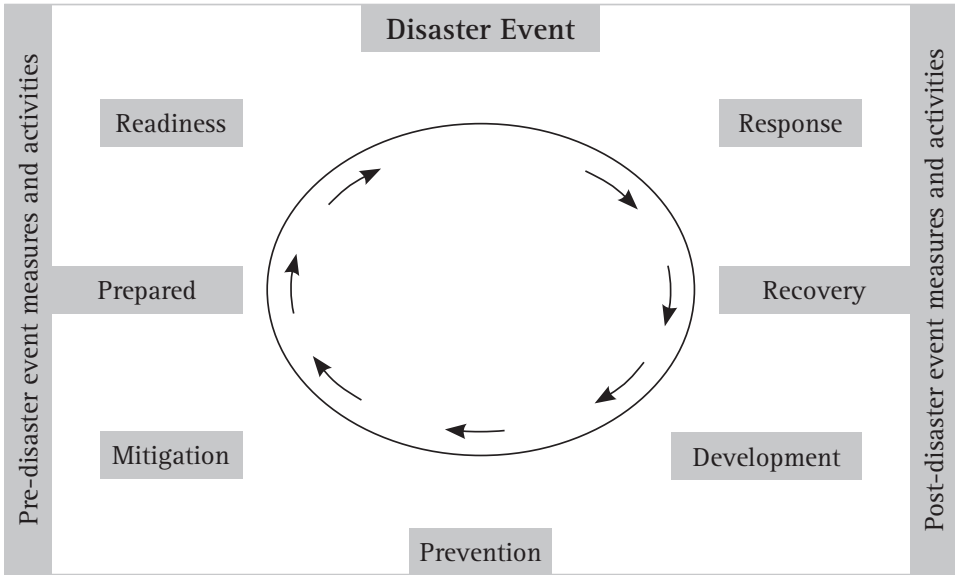 Disaster Event
Pre-disaster event measures and activities
Readiness
Response
Prepared
Recovery
Mitigation
Development
Prevention
Post-disaster event measures and activities